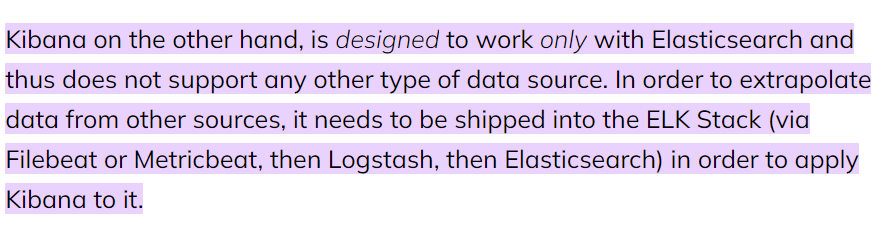 Kibana on the other hand, is designed to work only with Elasticsearch and
thus does not support any other type of data source. In order to extrapolate
data from other sources, it needs to be shipped into the ELK Stack (via
Filebeat or Metricbeat, then Logstash, then Elasticsearch) in order to apply
Kibana to it.